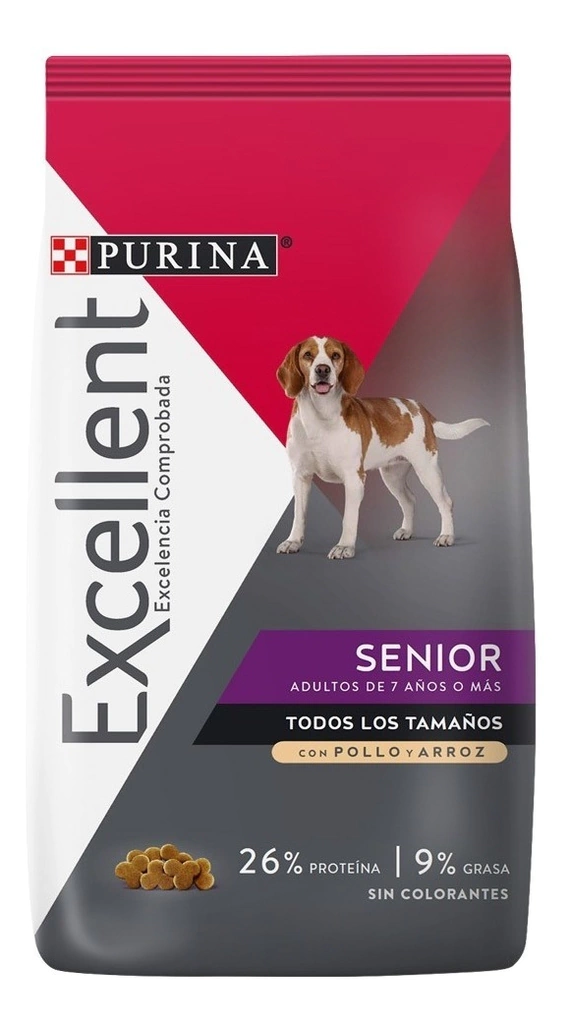 PURINA®
Excellent
Excelencia Comprobada
SENIOR
ADULTOS DE 7 AÑOS O MÁS
TODOS LOS TAMAÑOS
CON POLLO Y ARROZ
26% PROTEÍNA | 9% GRASA
SIN COLORANTES